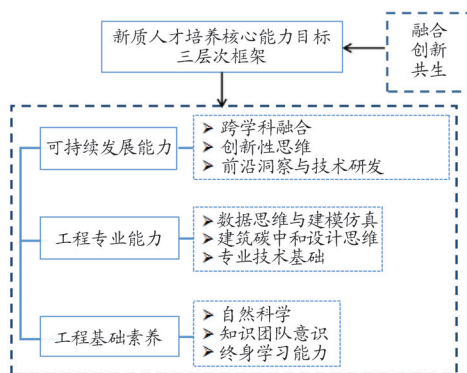 新质人才培养核心能力目标
三层次框架
融合
创新
共生
可持续发展能力
➢ 跨学科融合
➢ 创新性思维
➢ 前沿洞察与技术研发
工程专业能力
➢ 数据思维与建模仿真
➢ 建筑碳中和设计思维
➢ 专业技术基础
工程基础素养
➢ 自然科学
➢ 知识团队意识
➢ 终身学习能力